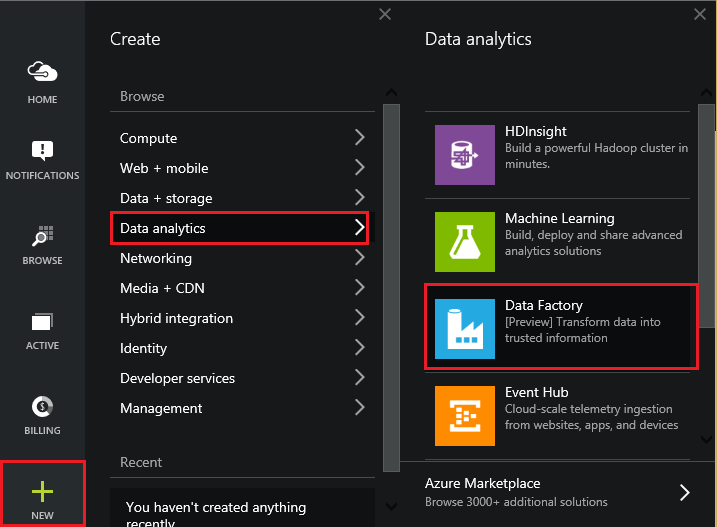 HOME
NOTIFICATIONS
BROWSE
ACTIVE
BILLING
NEW
Create
Browse
Compute
Web + mobile
Data + storage
Data analytics
Networking
Media + CDN
Hybrid integration
Identity
Developer services
Management
Recent
You haven't created anything
recently
Data analytics
HDInsight
Build a powerful Hadoop cluster in
minutes.
Machine Learning
Build, deploy and share advanced
analytics solutions
Data Factory
[Preview] Transform data into
trusted information
Event Hub
Cloud-scale telemetry ingestion
from websites, apps, and devices
Azure Marketplace
Browse 3000+ additional solutions